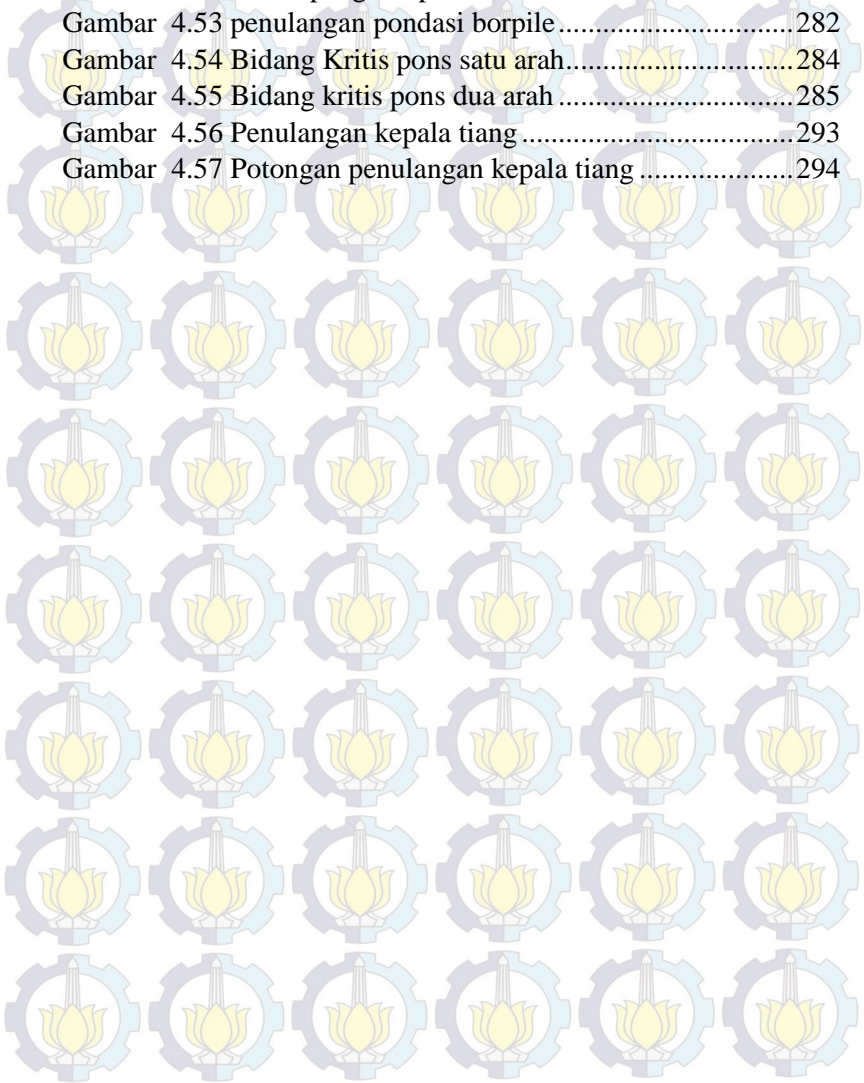 Gambar 4.53 penulangan pondasi borpile.............................282
Gambar 4.54 Bidang Kritis pons satu arah............................284
Gambar 4.55 Bidang kritis pons dua arah .............................285
Gambar 4.56 Penulangan kepala tiang .................................293
Gambar 4.57 Potongan penulangan kepala tiang ...................294